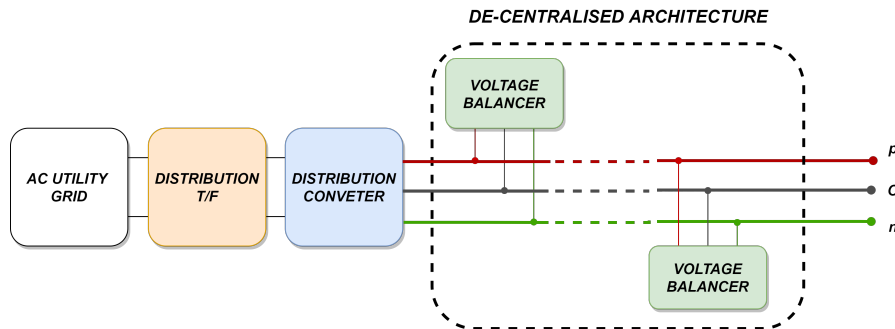 DE-CENTRALISED ARCHITECTURE
VOLTAGE
BALANCER
AC UTILITY
GRID
DISTRIBUTION
T/F
DISTRIBUTION
CONVETER
p
O
n
VOLTAGE
BALANCER